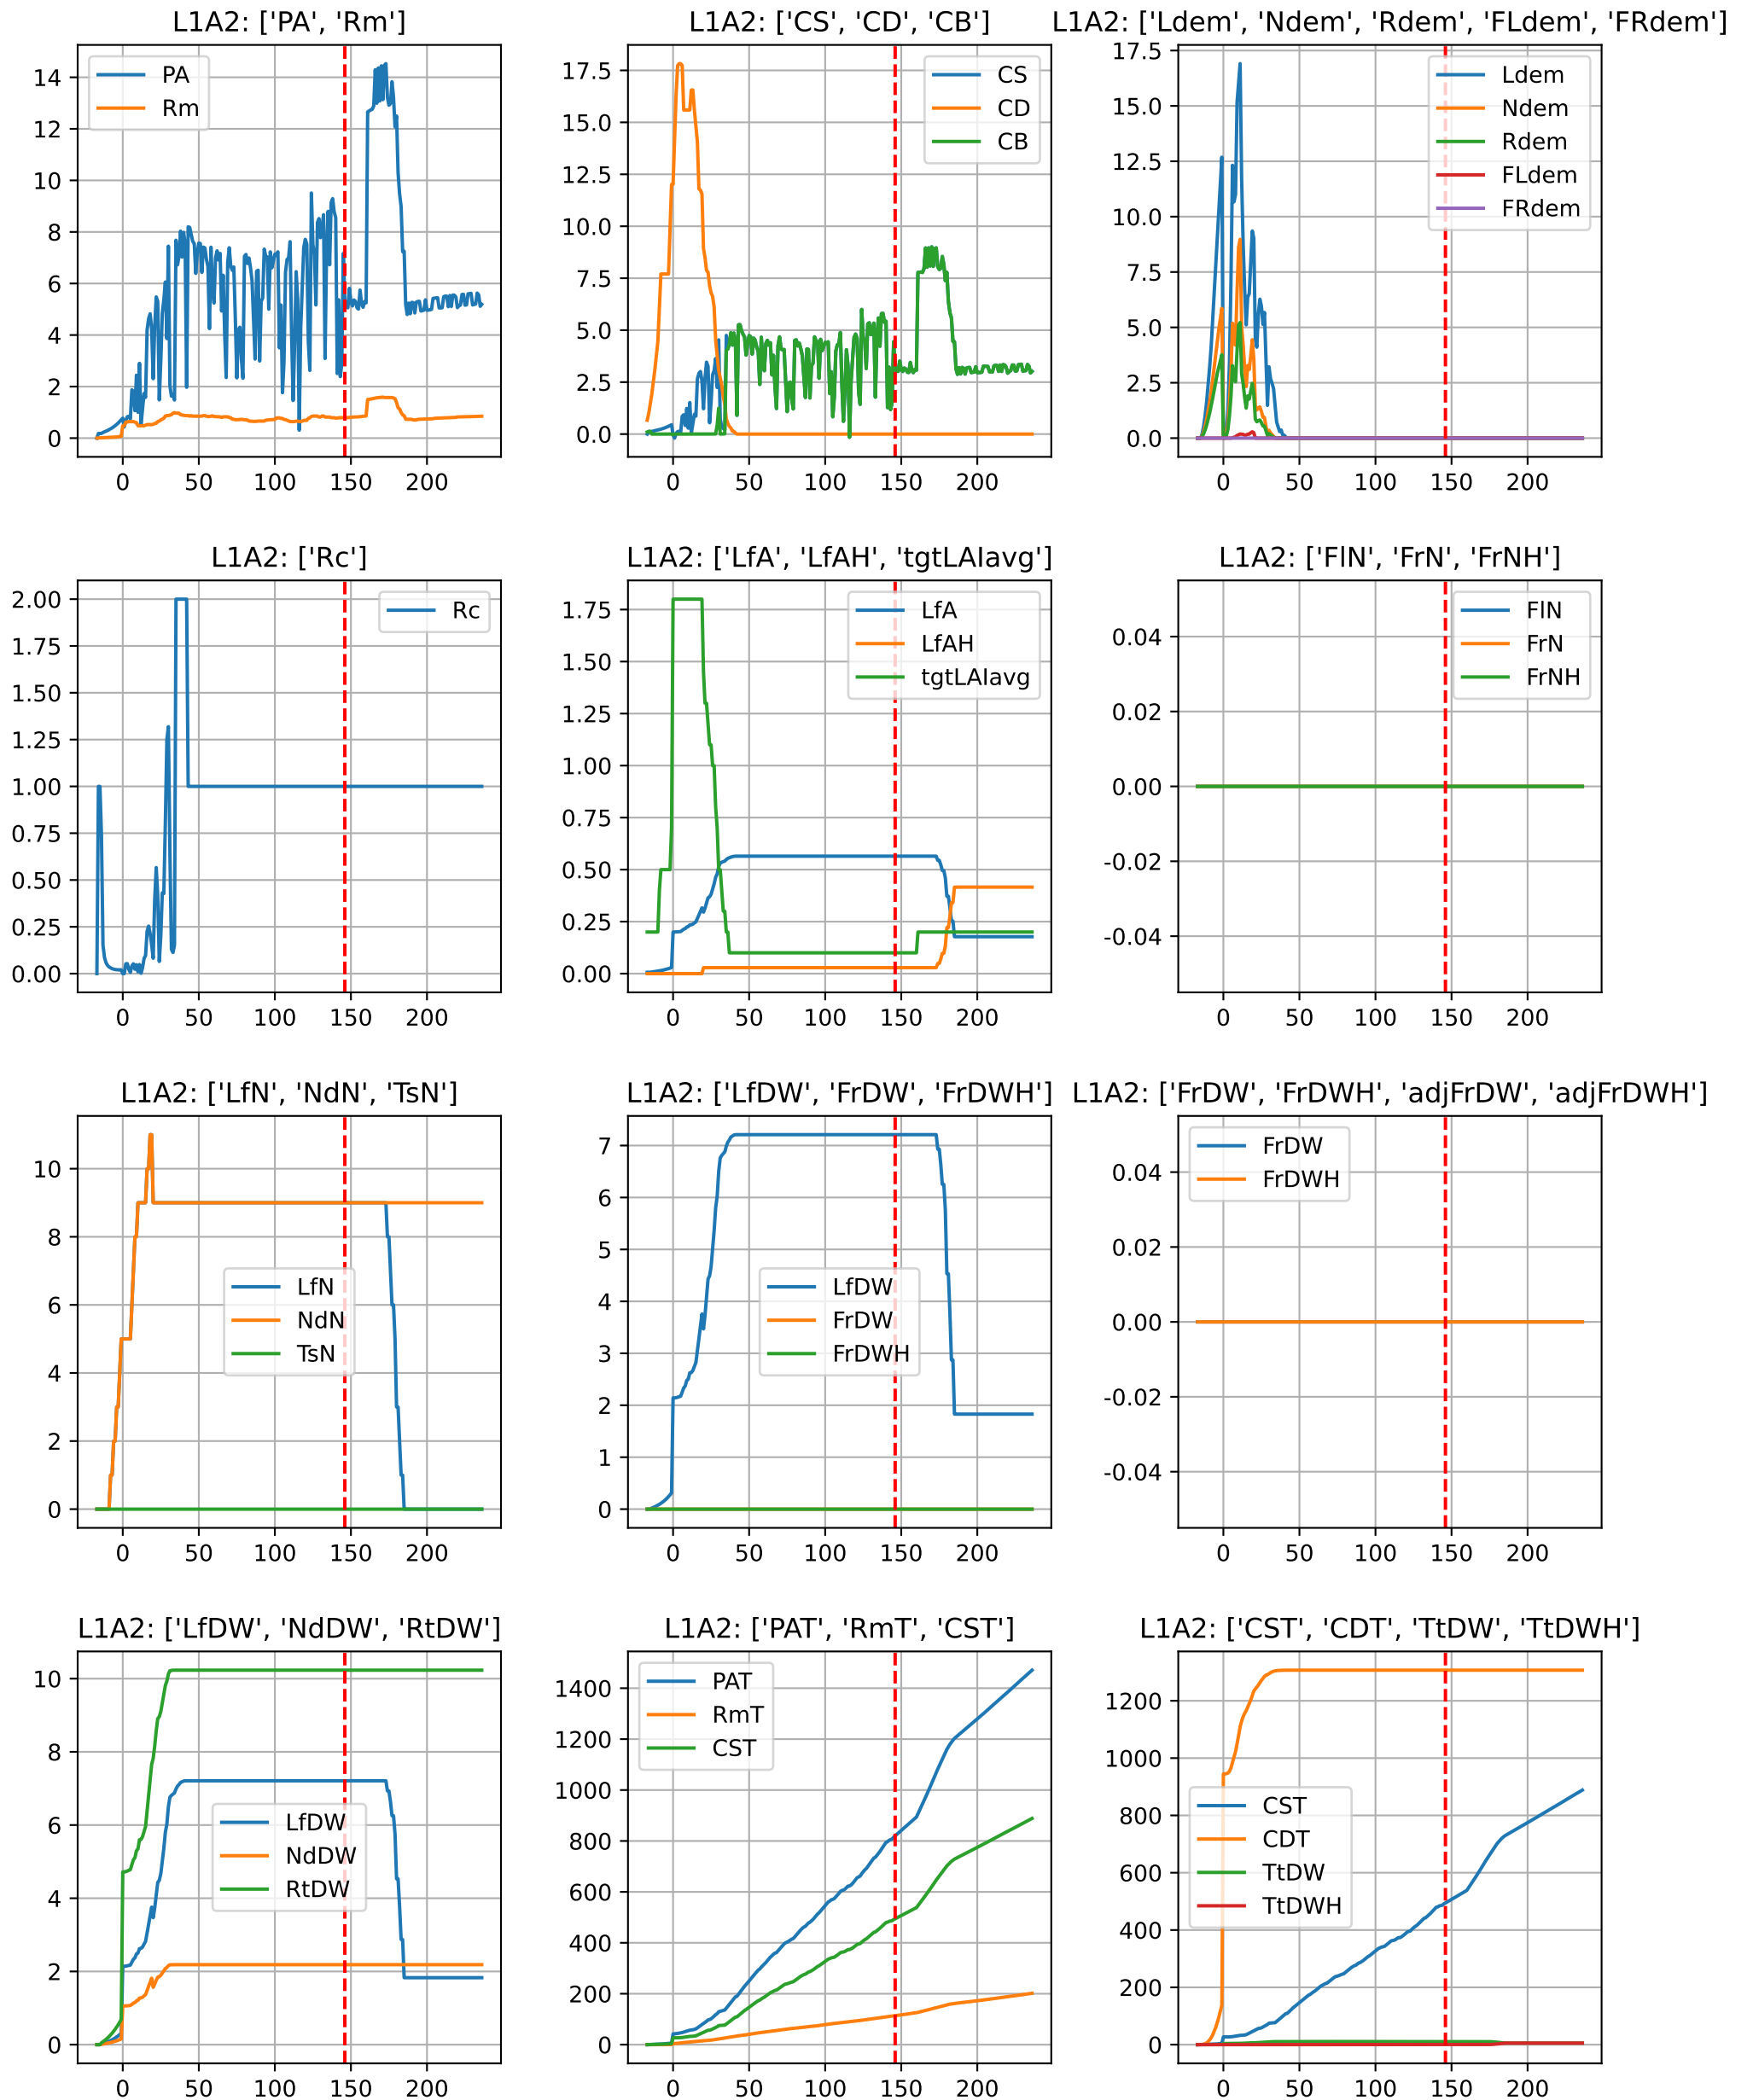 L1A2: ['PA', 'Rm']
14
12
10
8
6
4
2
0
0 50 100 150 200
PA
Rm
L1A2: ['CS', 'CD', 'CB']
17.5
15.0
12.5
10.0
7.5
5.0
2.5
0.0
0 50 100 150 200
CS
CD
CB
L1A2: ['Ldem', 'Ndem', 'Rdem', 'FLdem', 'FRdem']
17.5
15.0
12.5
10.0
7.5
5.0
2.5
0.0
0 50 100 150 200
Ldem
Ndem
Rdem
FLdem
FRdem
L1A2: ['Rc']
2.00
1.75
1.50
1.25
1.00
0.75
0.50
0.25
0.00
0 50 100 150 200
Rc
L1A2: ['LfA', 'LfAH', 'tgtLAIavg']
1.75
1.50
1.25
1.00
0.75
0.50
0.25
0.00
0 50 100 150 200
LfA
LfAH
tgtLAIavg
L1A2: ['FlN', 'FrN', 'FrNH']
0.04
0.02
0.00
-0.02
-0.04
0 50 100 150 200
FlN
FrN
FrNH
L1A2: ['LfN', 'NdN', 'TsN']
10
8
6
4
2
0
0 50 100 150 200
LfN
NdN
TsN
L1A2: ['LfDW', 'FrDW', 'FrDWH']
7
6
5
4
3
2
1
0
0 50 100 150 200
LfDW
FrDW
FrDWH
L1A2: ['FrDW', 'FrDWH', 'adjFrDW', 'adjFrDWH']
0.04
0.02
0.00
-0.02
-0.04
0 50 100 150 200
FrDW
FrDWH
L1A2: ['LfDW', 'NdDW', 'RtDW']
10
8
6
4
2
0
0 50 100 150 200
LfDW
NdDW
RtDW
L1A2: ['PAT', 'RmT', 'CST']
1400
1200
1000
800
600
400
200
0
0 50 100 150 200
PAT
RmT
CST
L1A2: ['CST', 'CDT', 'TtDW', 'TtDWH']
1200
1000
800
600
400
200
0
0 50 100 150 200
CST
CDT
TtDW
TtDWH